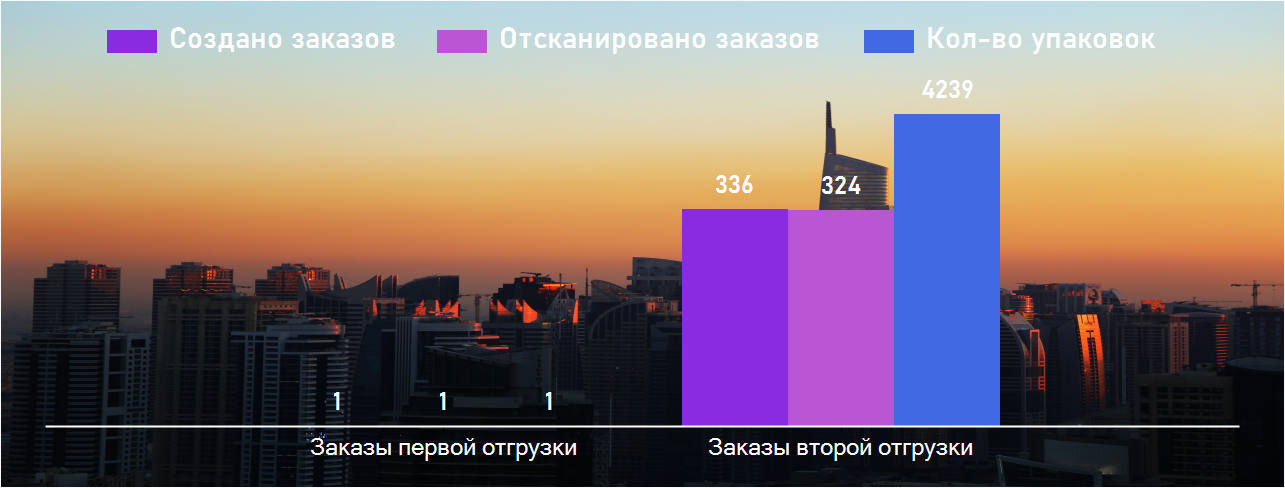 Создано заказов Отсканировано заказов Кол-во упаковок
4239
336 324
1 1 1
Заказы первой отгрузки Заказы второй отгрузки